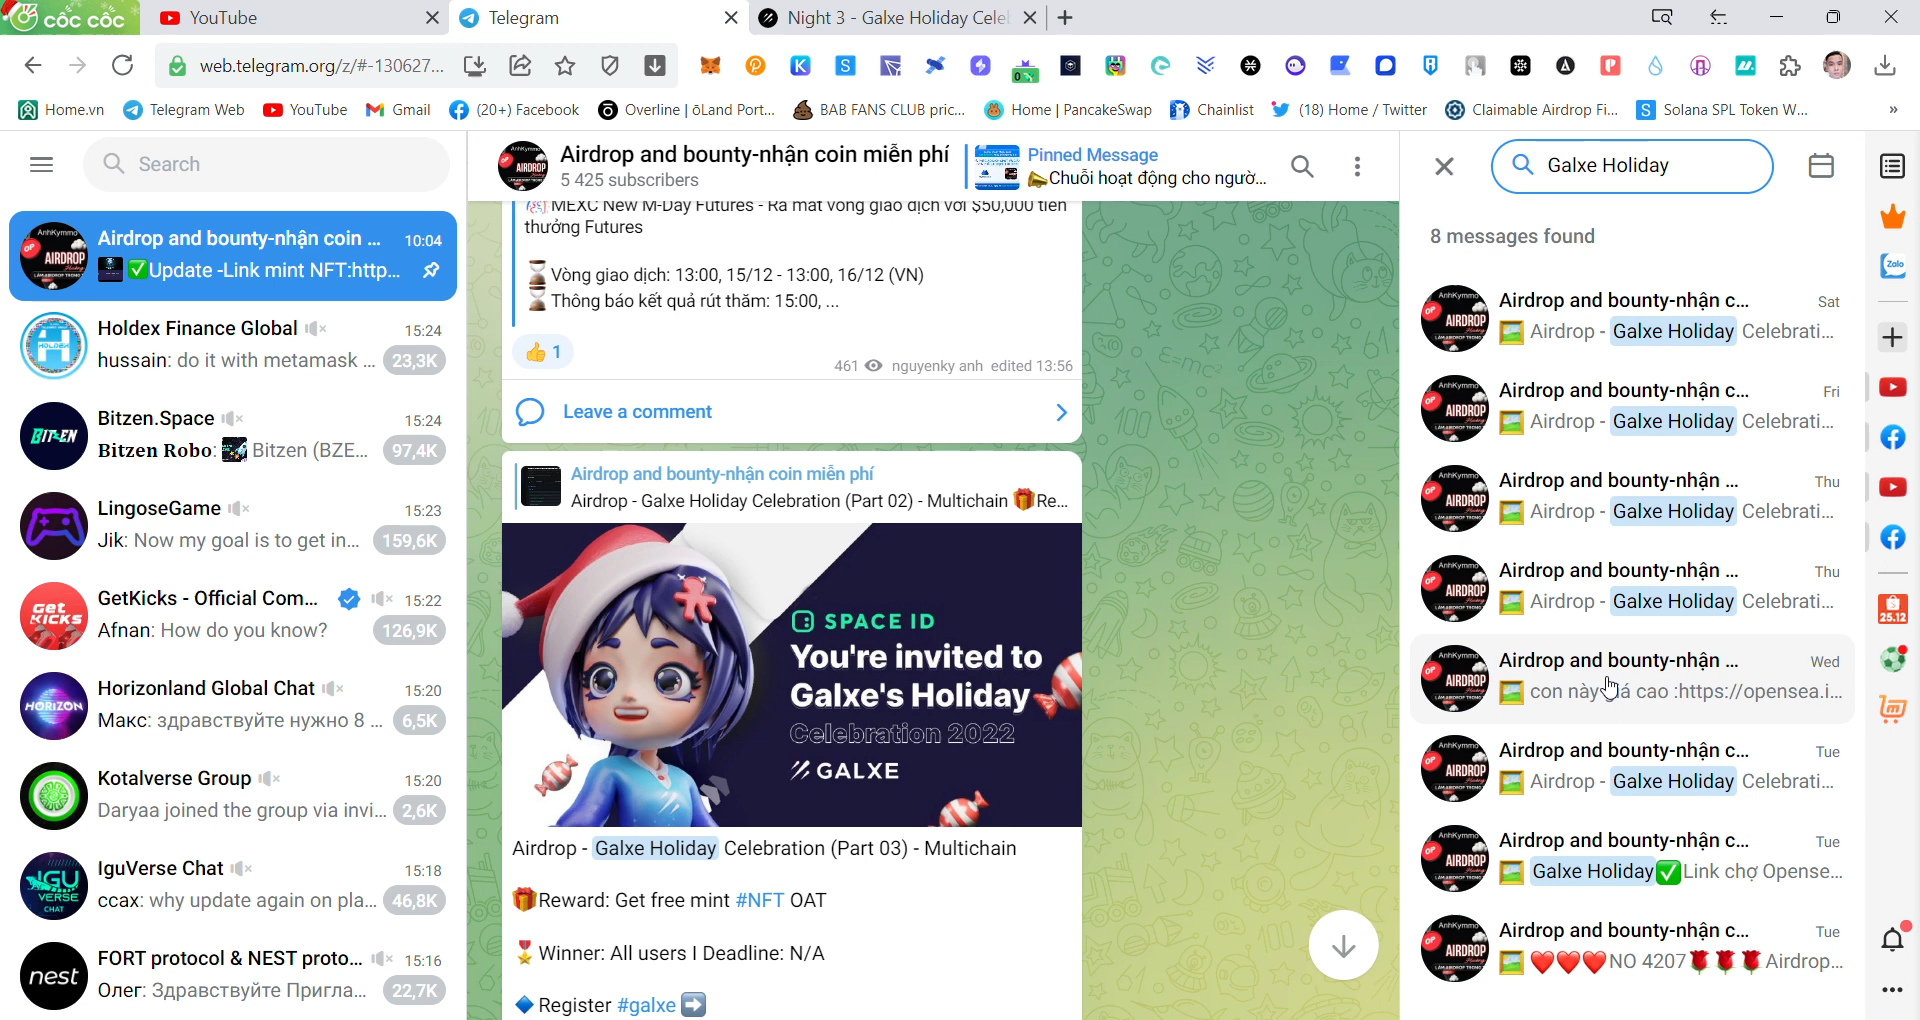 cốc cốc
YouTube
Telegram
Night 3 - Galxe Holiday Cele
web.telegram.org/z/#-130627...
Home.vn
Telegram Web
YouTube
Gmail
(20+) Facebook
Overline | ōLand Port...
BAB FANS CLUB pric...
Home | PancakeSwap
Chainlist
(18) Home / Twitter
Claimable Airdrop Fi...
Solana SPL Token W...
»
Search
Airdrop and bounty-nhận coin ... 10:04
✅Update -Link mint NFT:http...
Holdex Finance Global 15:24
hussain: do it with metamask ... 23,3K
Bitzen.Space 15:24
Bitzen Robo: Bitzen (BZE... 97,4K
LingoseGame 15:23
Jik: Now my goal is to get in... 159,6K
GetKicks - Official Com... 15:22
Afnan: How do you know? 126,9K
Horizonland Global Chat 15:20
Макс: здравствуйте нужно 8 ... 6,5K
Kotalverse Group 15:20
Daryaa joined the group via invi... 2,6K
IguVerse Chat 15:18
ccax: why update again on pla... 46,8K
FORT protocol & NEST proto... 15:16
Олег: Здравствуйте Пригла... 22,7K
Airdrop and bounty-nhận coin miễn phí
5 425 subscribers
Pinned Message
📣Chuỗi hoạt động cho ngườ...
MEXC New M-Day Futures - Ra mắt vòng giao dịch với $50,000 tiền
thưởng Futures
⏳Vòng giao dịch: 13:00, 15/12 - 13:00, 16/12 (VN)
⏳Thông báo kết quả rút thăm: 15:00, ...
👍 1
461 nguyenky anh edited 13:56
Leave a comment
Airdrop and bounty-nhận coin miễn phí
Airdrop - Galxe Holiday Celebration (Part 02) - Multichain 🎁Re...
SPACE ID
You're invited to
Galxe's Holiday
Celebration 2022
GALXE
Airdrop - Galxe Holiday Celebration (Part 03) - Multichain
🎁Reward: Get free mint #NFT OAT
🎖Winner: All users I Deadline: N/A
🔷Register #galxe ➡️
Galxe Holiday
8 messages found
Airdrop and bounty-nhận c... Sat
🖼 Airdrop - Galxe Holiday Celebrati...
Airdrop and bounty-nhận c... Fri
🖼 Airdrop - Galxe Holiday Celebrati...
Airdrop and bounty-nhận ... Thu
🖼 Airdrop - Galxe Holiday Celebrati...
Airdrop and bounty-nhận ... Thu
🖼 Airdrop - Galxe Holiday Celebrati...
Airdrop and bounty-nhận ... Wed
🖼 con này cao :https://opensea.i...
Airdrop and bounty-nhận c... Tue
🖼 Airdrop - Galxe Holiday Celebrati...
Airdrop and bounty-nhận c... Tue
🖼 Galxe Holiday✅Link chợ Opense...
Airdrop and bounty-nhận c... Tue
🖼 ❤️❤️❤️NO 4207🌹🌹🌹Airdrop...
Zalo
25.12